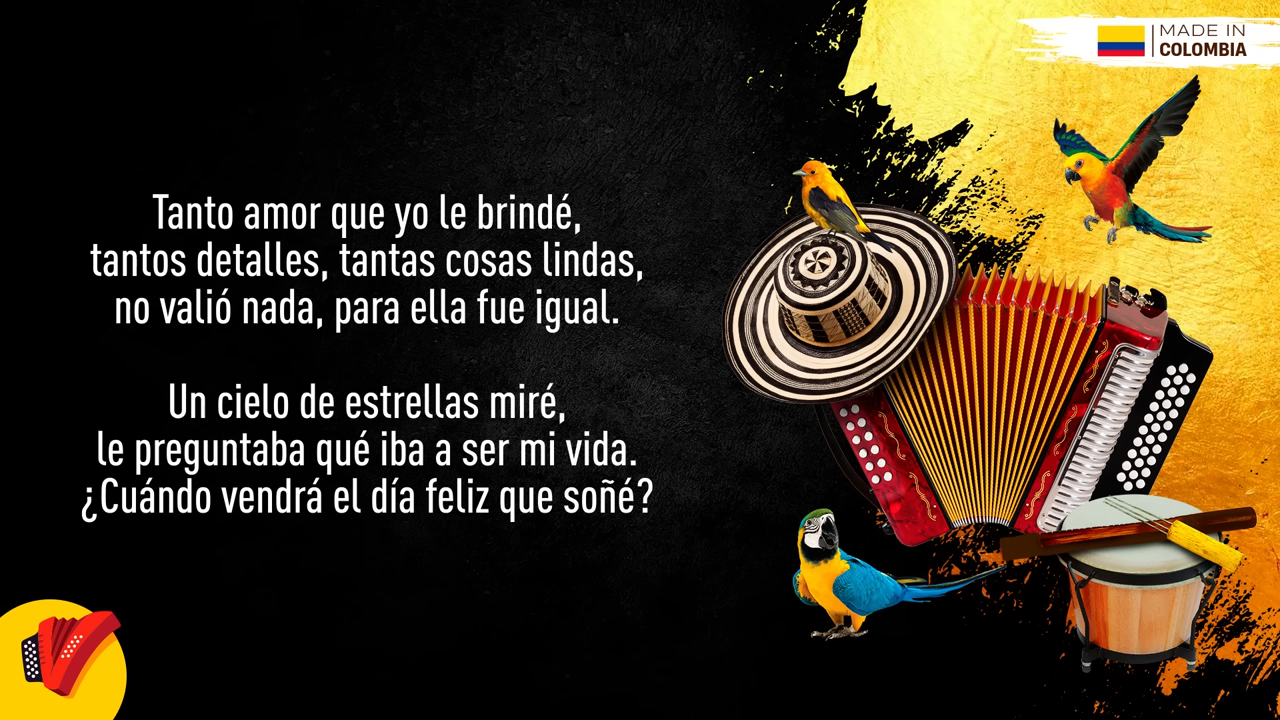 MADE IN
COLOMBIA
Tanto amor que yo le brindé,
tantos detalles, tantas cosas lindas,
no valió nada, para ella fue igual.
Un cielo de estrellas miré,
le preguntaba qué iba a ser mi vida.
¿Cuándo vendrá el día feliz que soñé?